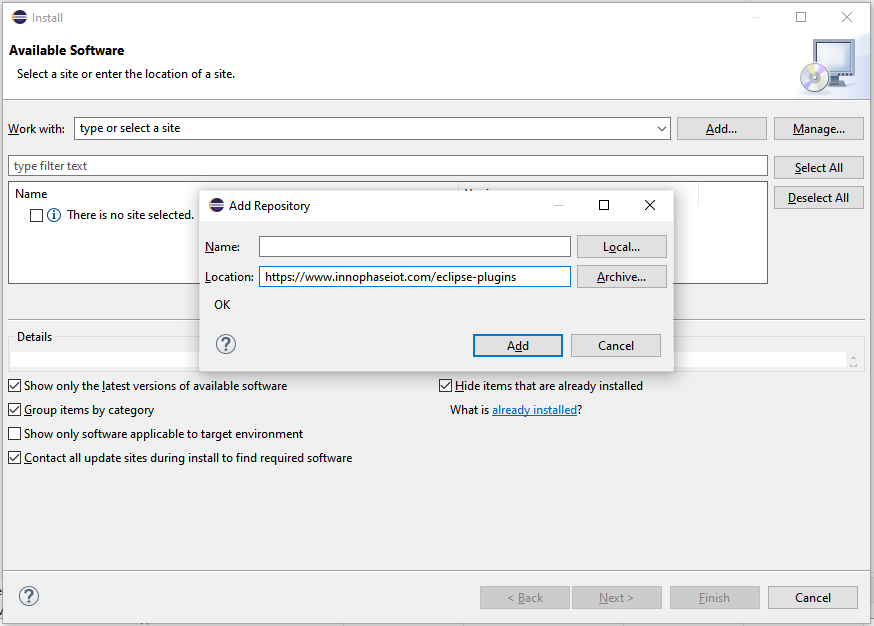 Install
Available Software
Select a site or enter the location of a site.
Work with:
type or select a site
Add...
Manage...
type filter text
Select All
Name
Deselect All
There is no site selected.
Add Repository
Name:
Local...
Location:
https://www.innophaseiot.com/eclipse-plugins
Archive...
OK
?
Add
Cancel
Details
Show only the latest versions of available software
Hide items that are already installed
Group items by category
What is already installed?
Show only software applicable to target environment
Contact all update sites during install to find required software
?
< Back
Next >
Finish
Cancel